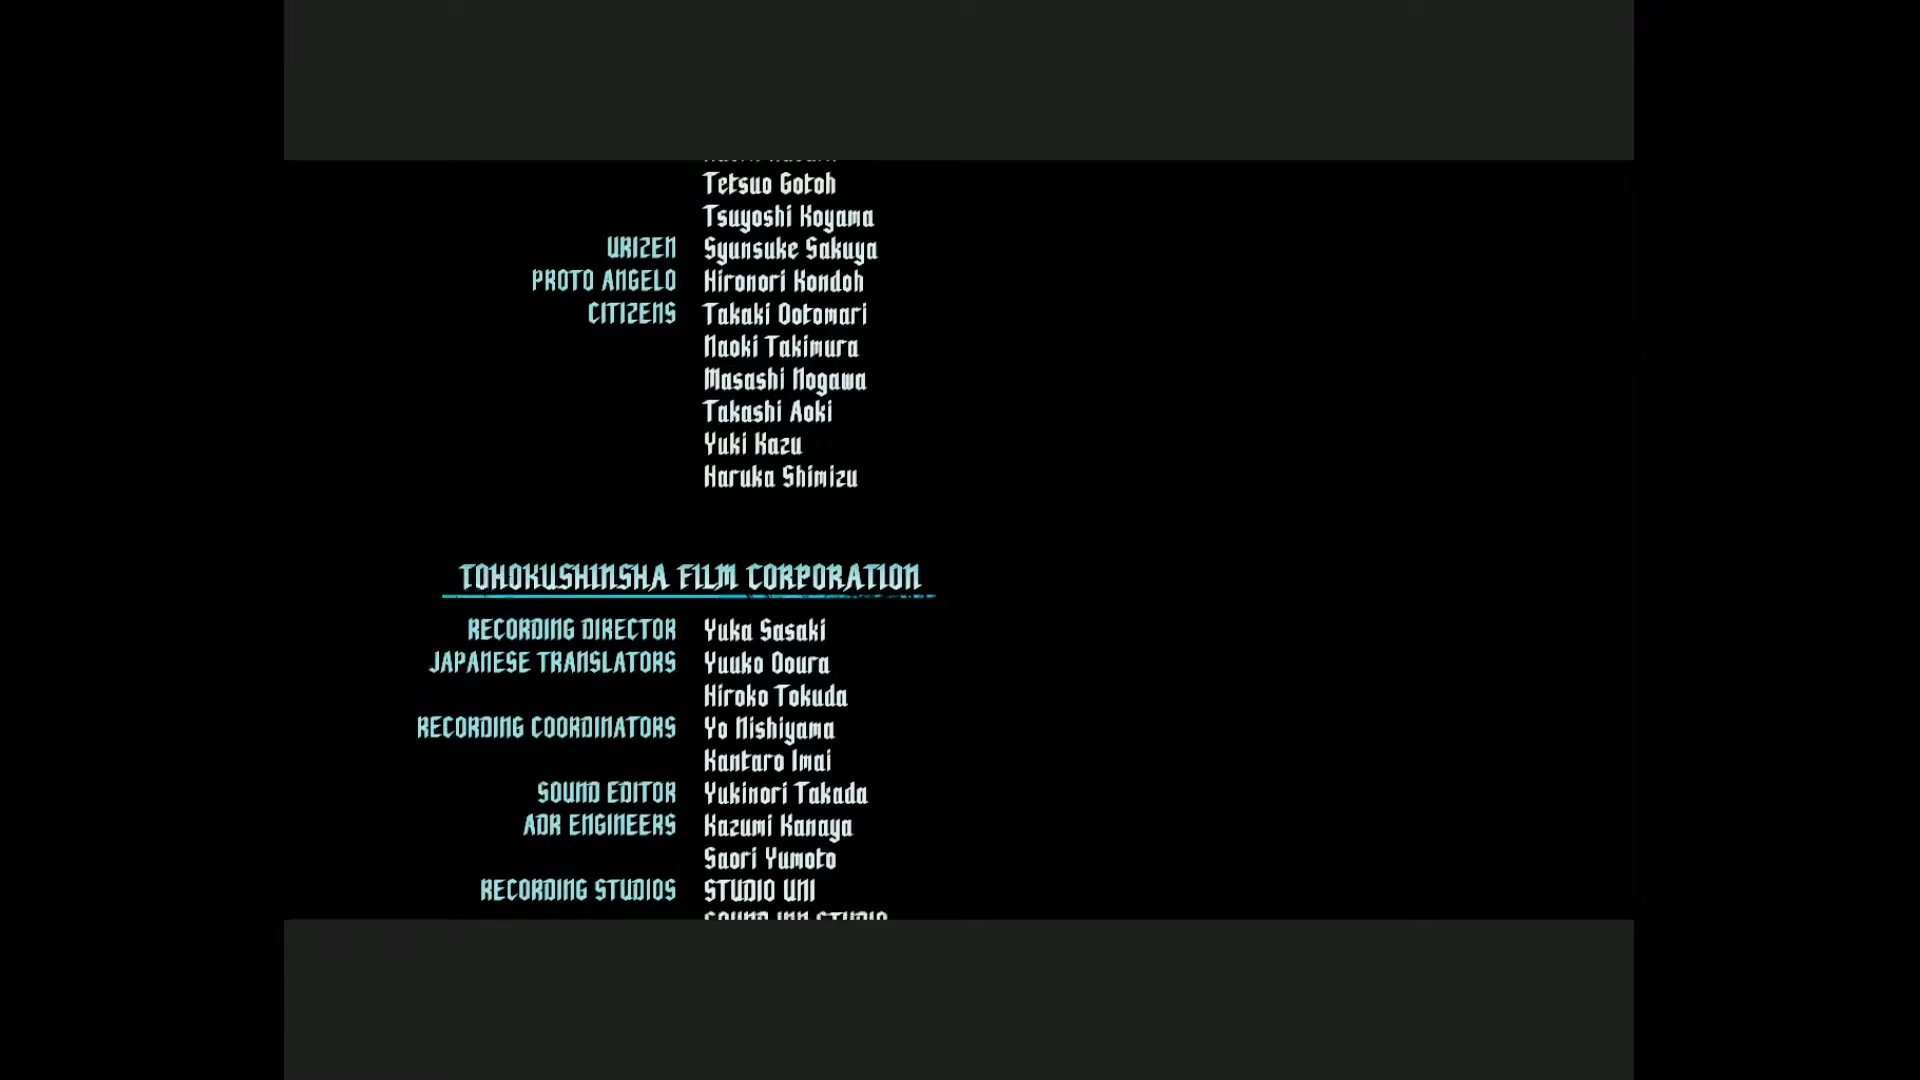 Tetsuo Gotoh
Tsuyoshi Koyama
URIZEN Syunsuke Sakuya
PROTO ANGELO Hironori Kondoh
CITIZENS Takaki Ootomari
Naoki Takimura
Masashi Nogawa
Takashi Aoki
Yuki Kazu
Haruka Shimizu
TOHOKUSHINSHA FILM CORPORATION
RECORDING DIRECTOR Yuka Sasaki
JAPANESE TRANSLATORS Yuuko Ooura
Hiroko Tokuda
RECORDING COORDINATORS Yo Nishiyama
Kantaro Imai
SOUND EDITOR Yukinori Takada
ADR ENGINEERS Kazumi Kanaya
Saori Yumoto
RECORDING STUDIOS STUDIO UNI
SOUND INN STUDIO